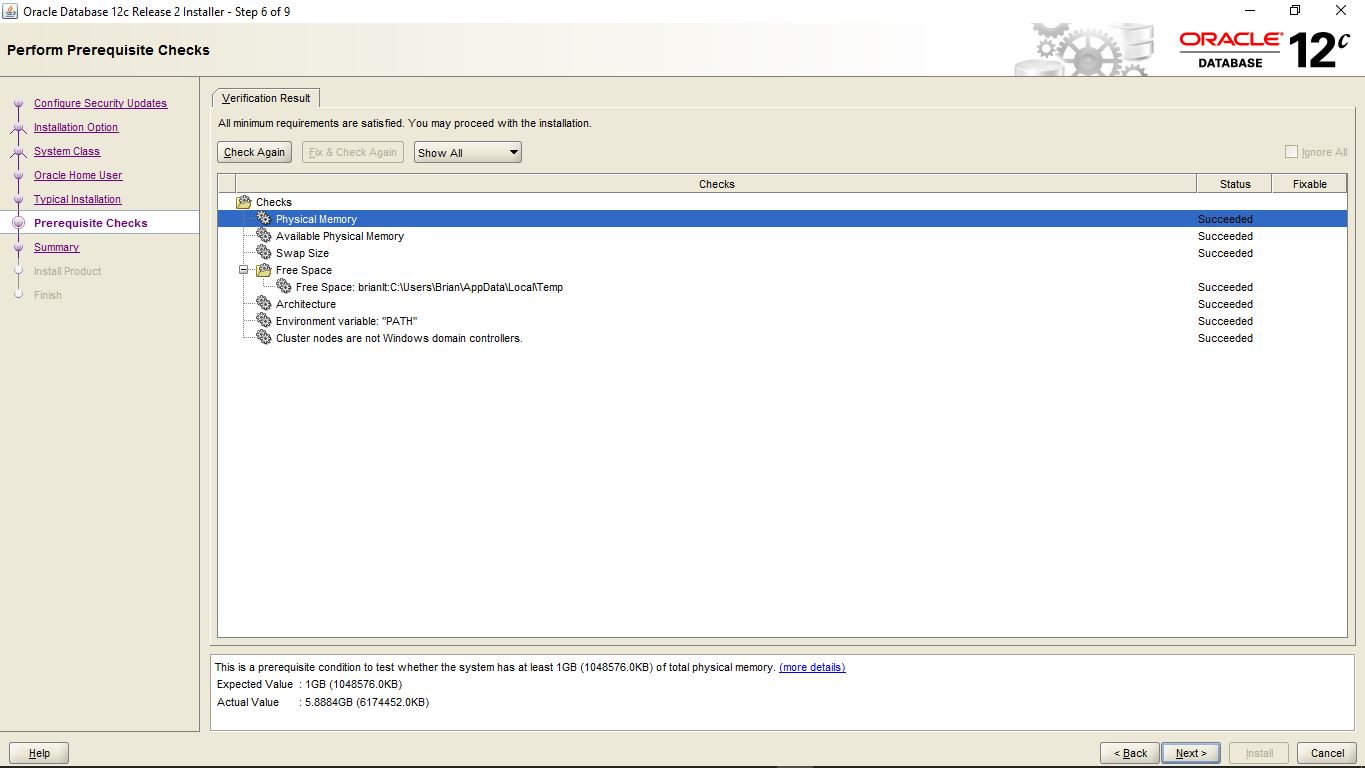 Oracle Database 12c Release 2 Installer - Step 6 of 9
Perform Prerequisite Checks
ORACLE
DATABASE
12c
Configure Security Updates
Installation Option
System Class
Oracle Home User
Typical Installation
Prerequisite Checks
Summary
Install Product
Finish
Verification Result
All minimum requirements are satisfied. You may proceed with the installation.
Check Again Fix & Check Again Show All Ignore All
Checks Status Fixable
Checks
Physical Memory Succeeded
Available Physical Memory Succeeded
Swap Size Succeeded
Free Space
Free Space: brianlt:C:\Users\Brian\AppData\Local\Temp Succeeded
Architecture Succeeded
Environment variable: "PATH" Succeeded
Cluster nodes are not Windows domain controllers. Succeeded
This is a prerequisite condition to test whether the system has at least 1GB (1048576.0KB) of total physical memory. (more details)
Expected Value : 1GB (1048576.0KB)
Actual Value : 5.8884GB (6174452.0KB)
Help < Back Next > Install Cancel